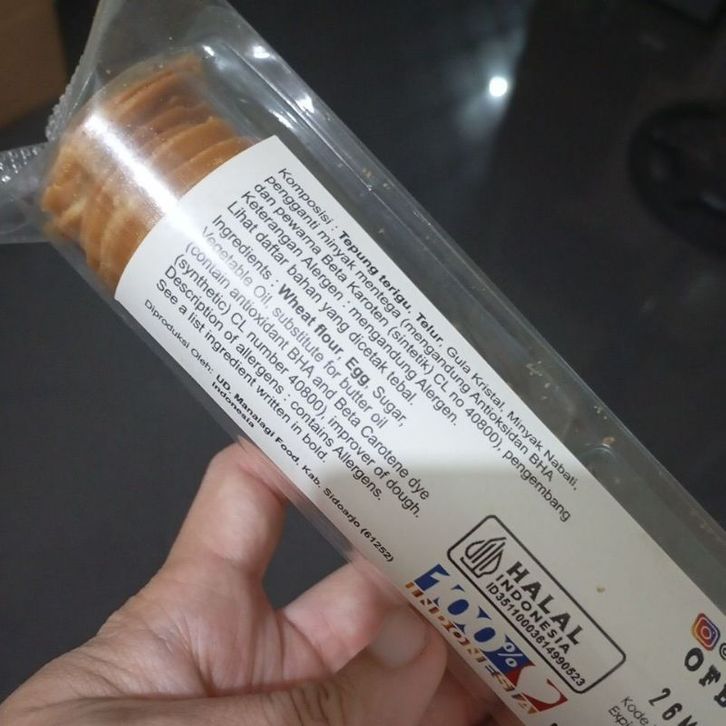 Komposisi : Tepung terigu, Telur, Gula Kristal, Minyak Nabati,
pengganti minyak mentega (mengandung Antioksidan BHA
dan pewarna Beta Karoten (sintetik) CL no 40800), pengembang
Keterangan Alergen : mengandung Alergen.
Lihat daftar bahan yang dicetak tebal.
Ingredients : Wheat flour, Egg, Sugar,
Vegetable Oil, substitute for butter oil
(contain antioxidant BHA and Beta Carotene dye
(synthetic) CL number 40800), improver of dough.
Description of allergens : contains Allergens.
See a list ingredient written in bold.
Diproduksi Oleh: UD. Manalagi Food, Kab. Sidoarjo (61252)
Indonesia
HALAL
INDONESIA
ID35110003614990523
100%
INDONESIA
Kode
26